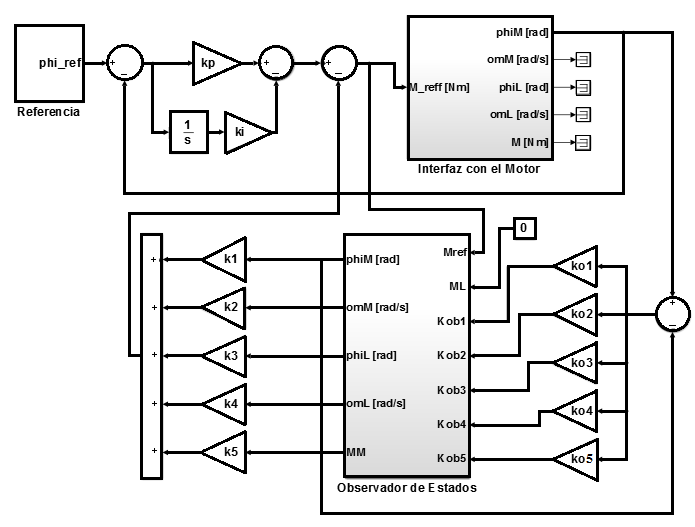 phi_ref
Referencia
kp
1
s
ki
M_reff [Nm]
phiM [rad]
omM [rad/s]
phiL [rad]
omL [rad/s]
M [Nm]
Interfaz con el Motor
k1
k2
k3
k4
k5
phiM [rad]
omM [rad/s]
phiL [rad]
omL [rad/s]
MM
Mref
ML
Kob1
Kob2
Kob3
Kob4
Kob5
Observador de Estados
0
ko1
ko2
ko3
ko4
ko5